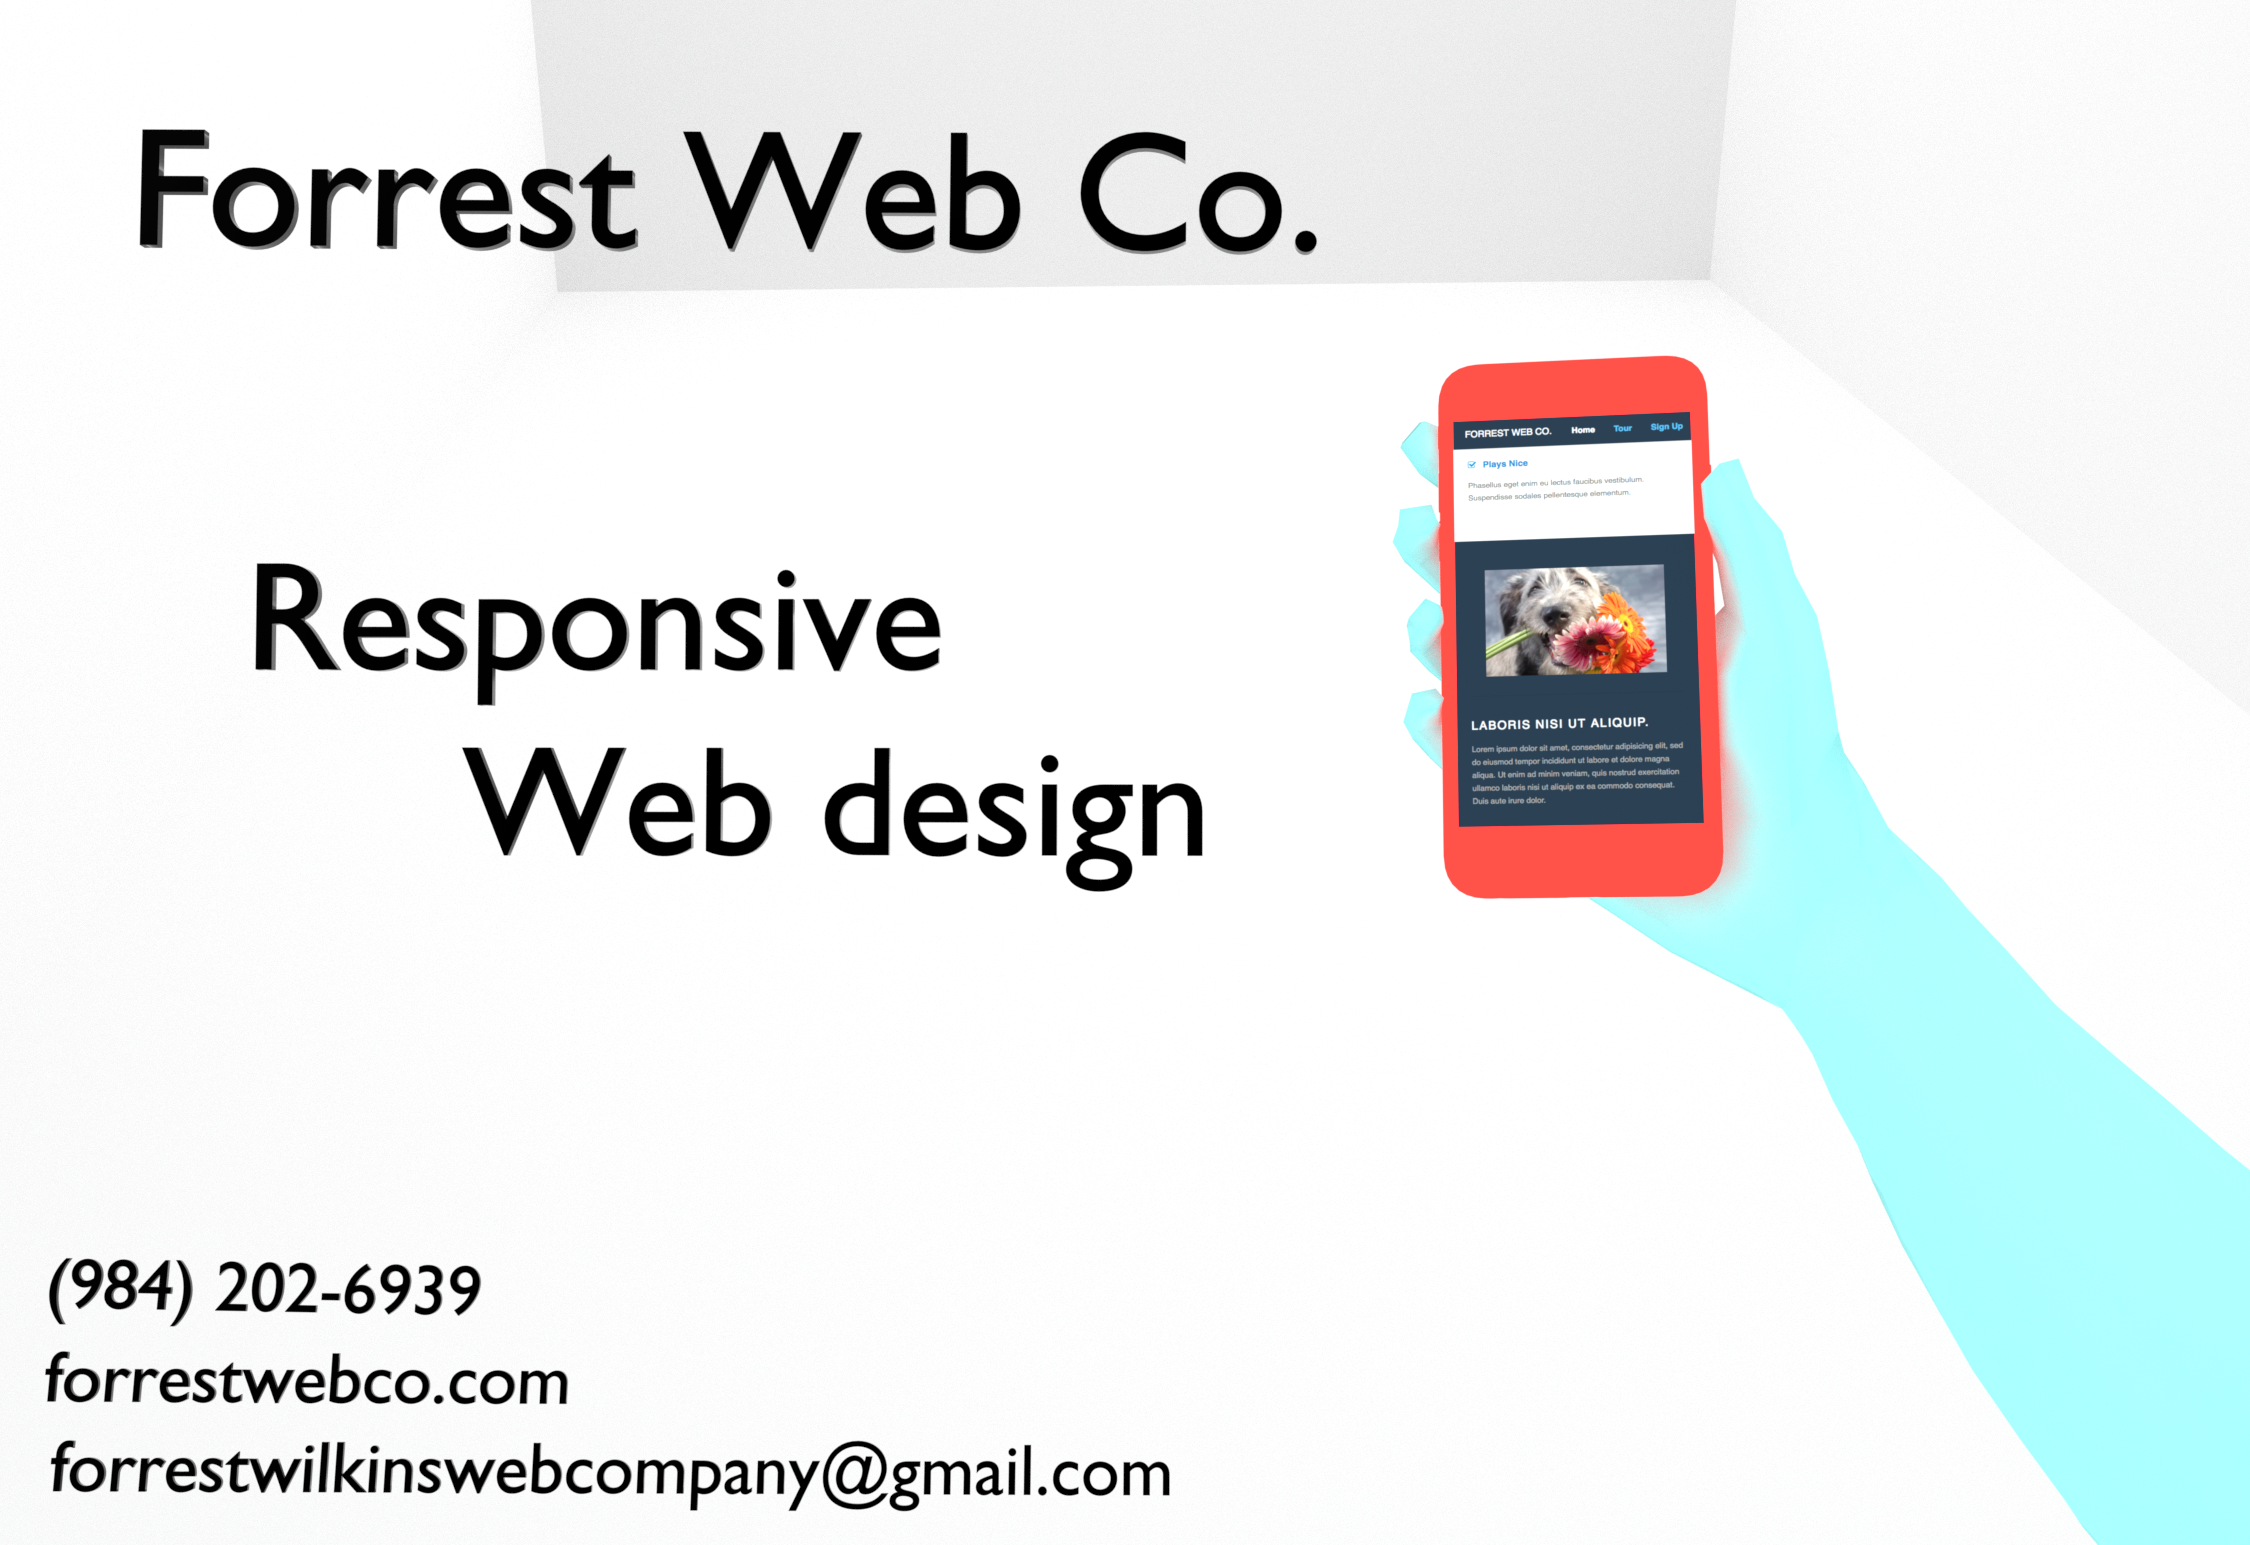 Forrest Web Co.
Responsive
Web design
(984) 202-6939
forrestwebco.com
forrestwilkinswebcompany@gmail.com
FORREST WEB CO. Home Tour Sign Up
Plays Nice
Phasellus eget enim eu lectus faucibus vestibulum.
Suspendisse sodales pellentesque elementum.
LABORIS NISI UT ALIQUIP.
Lorem ipsum dolor sit amet, consectetur adipisicing elit, sed
do eiusmod tempor incididunt ut labore et dolore magna
aliqua. Ut enim ad minim veniam, quis nostrud exercitation
ullamco laboris nisi ut aliquip ex ea commodo consequat.
Duis aute irure dolor.